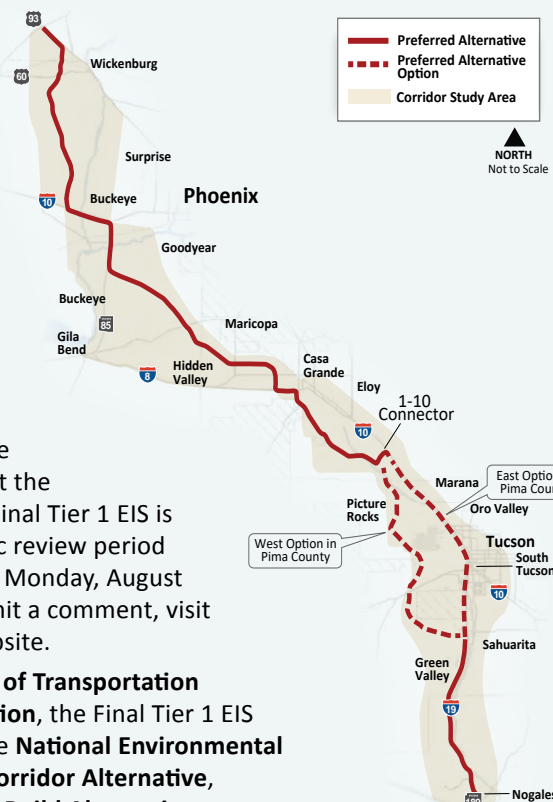 93
Preferred Alternative
Preferred Alternative
Option
Corridor Study Area
NORTH
Not to Scale
60
Wickenburg
Surprise
10
Buckeye
Phoenix
Goodyear
Buckeye
85
Gila
Bend
Maricopa
8
Hidden
Valley
Casa
Grande
Eloy
1-10
Connector
10
Marana
East Optio
Pima Coun
Oro Valley
Picture
Rocks
West Option in
Pima County
Tucson
South
Tucson
10
Sahuarita
Green
Valley
19
Nogales
e
t the
inal Tier 1 EIS is
c review period
Monday, August
nit a comment, visit
bsite.
of Transportation
tion, the Final Tier 1 EIS
e National Environmental
orridor Alternative,